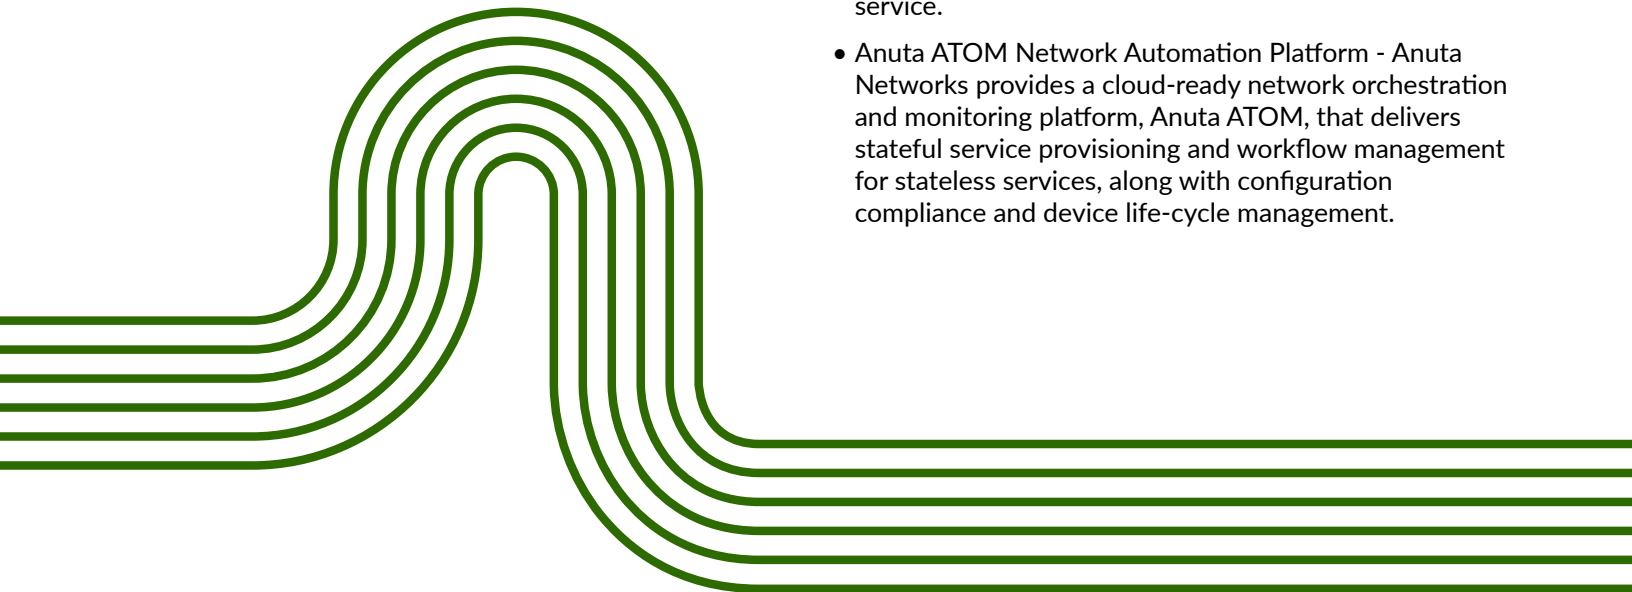 service.
• Anuta ATOM Network Automation Platform - Anuta
Networks provides a cloud-ready network orchestration
and monitoring platform, Anuta ATOM, that delivers
stateful service provisioning and workflow management
for stateless services, along with configuration
compliance and device life-cycle management.